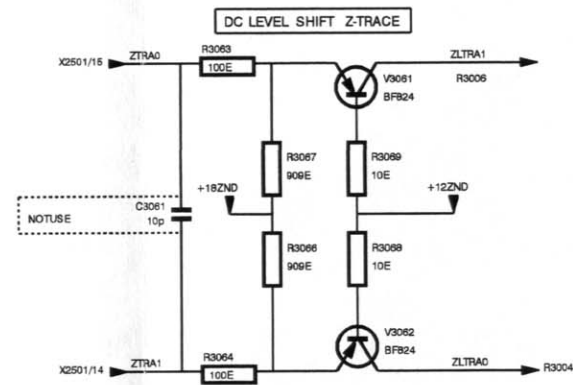 DC LEVEL SHIFT Z-TRACE
X2501/15
ZTRA0
R3063
100E
ZLTRA1
V3061
BF824
R3006
R3067
909E
R3069
10E
+18ZND
+12ZND
NOTUSE
C3061
10p
R3066
909E
R3068
10E
V3062
BF824
X2501/14
ZTRA1
R3064
100E
ZLTRA0
R3004